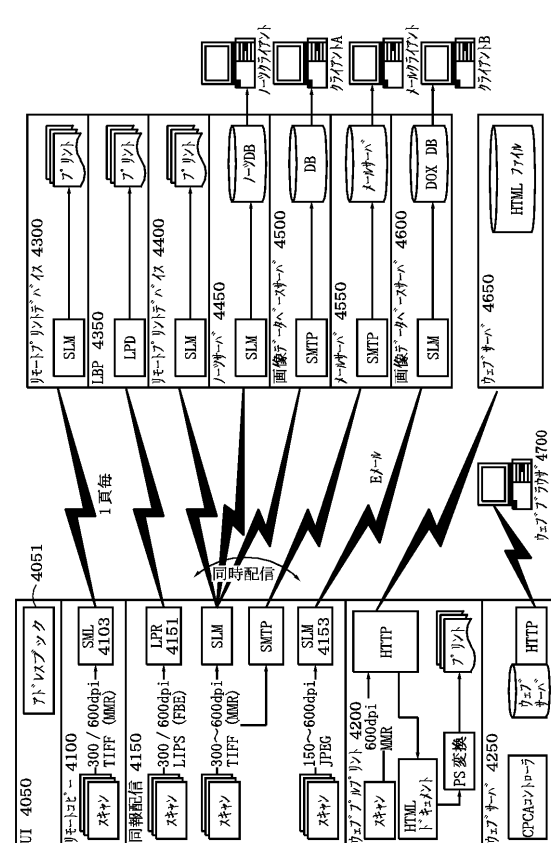 UI 4050
アドレスブック
4051
リモートコピー 4100
スキャン
300/600dpi
TIFF (MMR)
SML
4103
同報配信 4150
スキャン
300/600dpi
LIPS (FBE)
LPR
4151
スキャン
300～600dpi
TIFF (MMR)
SLM
SMTP
スキャン
150～600dpi
JPEG
SLM
4153
ウェブプルプリント 4200
スキャン
600dpi
MMR
HTTP
HTML
ドキュメント
PS変換
プリント
ウェブサーバ 4250
CPCAコントローラ
ウェブ
サーバ
HTTP
1頁毎
同時配信
Eメール
ウェブブラウザ 4700
リモートプリントデバイス 4300
SLM
プリント
LBP 4350
LPD
プリント
リモートプリントデバイス 4400
SLM
プリント
ノーツサーバ 4450
SLM
ノーツDB
ノーツクライアント
画像データベースサーバ 4500
SMTP
DB
クライアントA
メールサーバ 4550
SMTP
メールサーバ
メールクライアント
画像データベースサーバ 4600
SLM
DOX DB
クライアントB
ウェブサーバ 4650
HTML ファイル